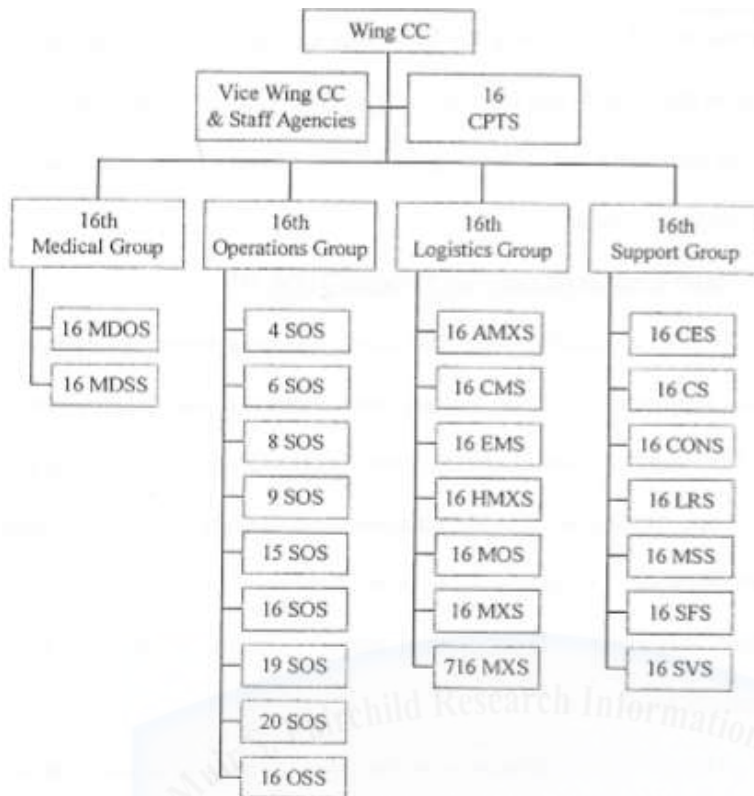 Wing CC
Vice Wing CC
& Staff Agencies
16
CPTS
16th
Medical Group
16th
Operations Group
16th
Logistics Group
16th
Support Group
16 MDOS
16 MDSS
4 SOS
6 SOS
8 SOS
9 SOS
15 SOS
16 SOS
19 SOS
20 SOS
16 OSS
16 AMXS
16 CMS
16 EMS
16 HMXS
16 MOS
16 MXS
716 MXS
16 CES
16 CS
16 CONS
16 LRS
16 MSS
16 SFS
16 SVS
Research Information